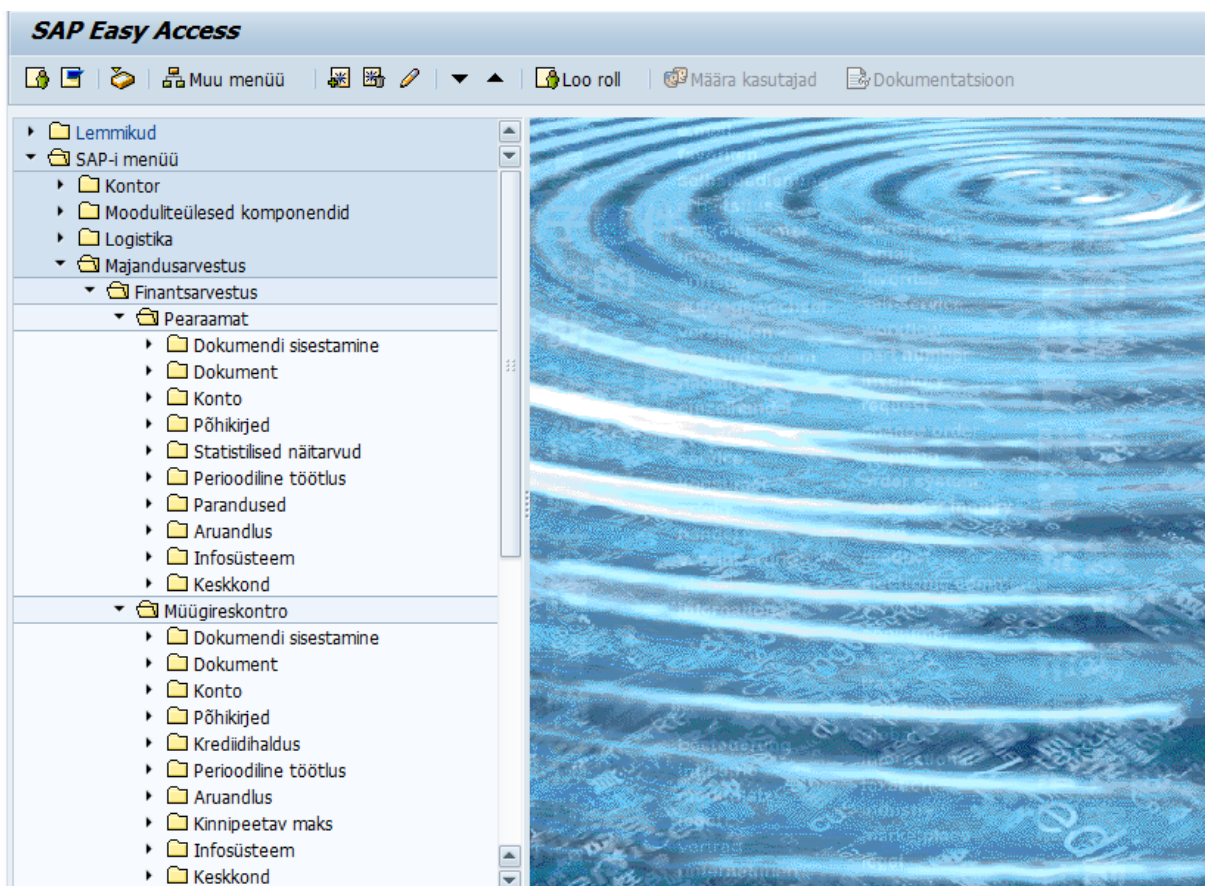 SAP Easy Access
Muu menüü Loo roll Määra kasutajad Dokumentatsioon
Lemmikud
SAP-i menüü
Kontor
Mooduliteülesed komponendid
Logistika
Majandusarvestus
Finantsarvestus
Pearaamat
Dokumendi sisestamine
Dokument
Konto
Põhikirjed
Statistilised näitarvud
Perioodiline töötlus
Parandused
Aruandlus
Infosüsteem
Keskkond
Müügireskontro
Dokumendi sisestamine
Dokument
Konto
Põhikirjed
Krediidihaldus
Perioodiline töötlus
Aruandlus
Kinnipeetav maks
Infosüsteem
Keskkond